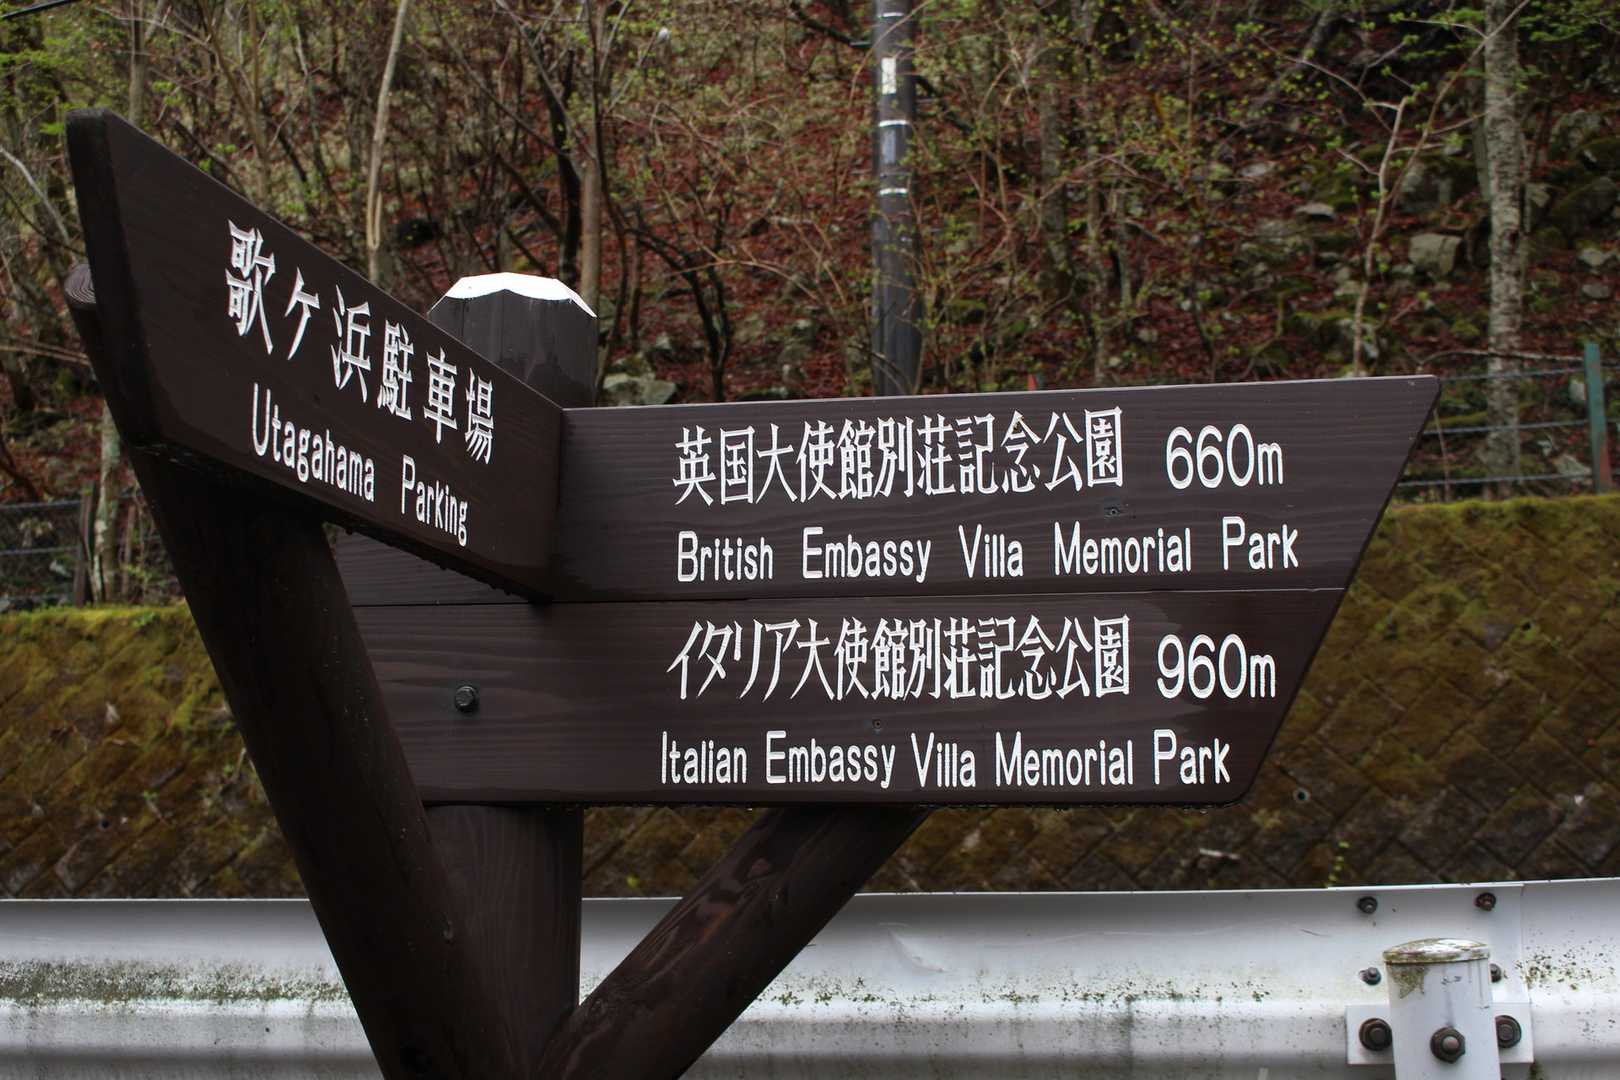 歌ケ浜駐車場
Utagahama Parking
英国大使館別荘記念公園 660m
British Embassy Villa Memorial Park
イタリア大使館別荘記念公園 960m
Italian Embassy Villa Memorial Park